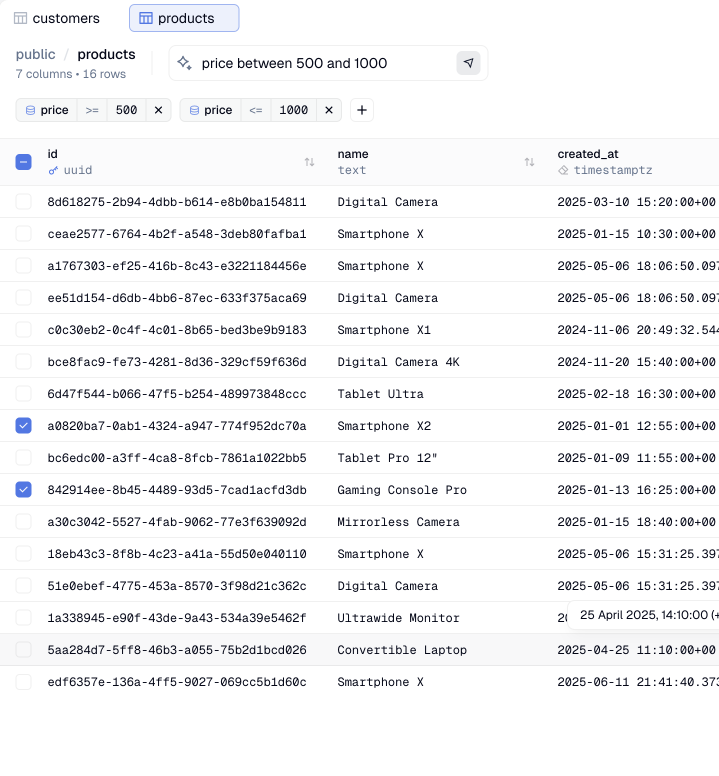 customers products
public / products
7 columns • 16 rows
price between 500 and 1000
price >= 500 × price <= 1000 × +
id name created_at
uuid text timestamptz
8d618275-2b94-4dbb-b614-e8b0ba154811 Digital Camera 2025-03-10 15:20:00+00
ceae2577-6764-4b2f-a548-3deb80fafba1 Smartphone X 2025-01-15 10:30:00+00
a1767303-ef25-416b-8c43-e3221184456e Smartphone X 2025-05-06 18:06:50.097
ee51d154-d6db-4bb6-87ec-633f375aca69 Digital Camera 2025-05-06 18:06:50.097
c0c30eb2-0c4f-4c01-8b65-bed3be9b9183 Smartphone X1 2024-11-06 20:49:32.544
bce8fac9-fe73-4281-8d36-329cf59f636d Digital Camera 4K 2024-11-20 15:40:00+00
6d47f544-b066-47f5-b254-489973848ccc Tablet Ultra 2025-02-18 16:30:00+00
a0820ba7-0ab1-4324-a947-774f952dc70a Smartphone X2 2025-01-01 12:55:00+00
bc6edc00-a3ff-4ca8-8fcb-7861a1022bb5 Tablet Pro 12" 2025-01-09 11:55:00+00
842914ee-8b45-4489-93d5-7cad1acfd3db Gaming Console Pro 2025-01-13 16:25:00+00
a30c3042-5527-4fab-9062-77e3f639092d Mirrorless Camera 2025-01-15 18:40:00+00
18eb43c3-8f8b-4c23-a41a-55d50e040110 Smartphone X 2025-05-06 15:31:25.397
51e0ebef-4775-453a-8570-3f98d21c362c Digital Camera 2025-05-06 15:31:25.397
1a338945-e90f-43de-9a43-534a39e5462f Ultrawide Monitor 25 April 2025, 14:10:00 (+
5aa284d7-5ff8-46b3-a055-75b2d1bcd026 Convertible Laptop 2025-04-25 11:10:00+00
edf6357e-136a-4ff5-9027-069cc5b1d60c Smartphone X 2025-06-11 21:41:40.373